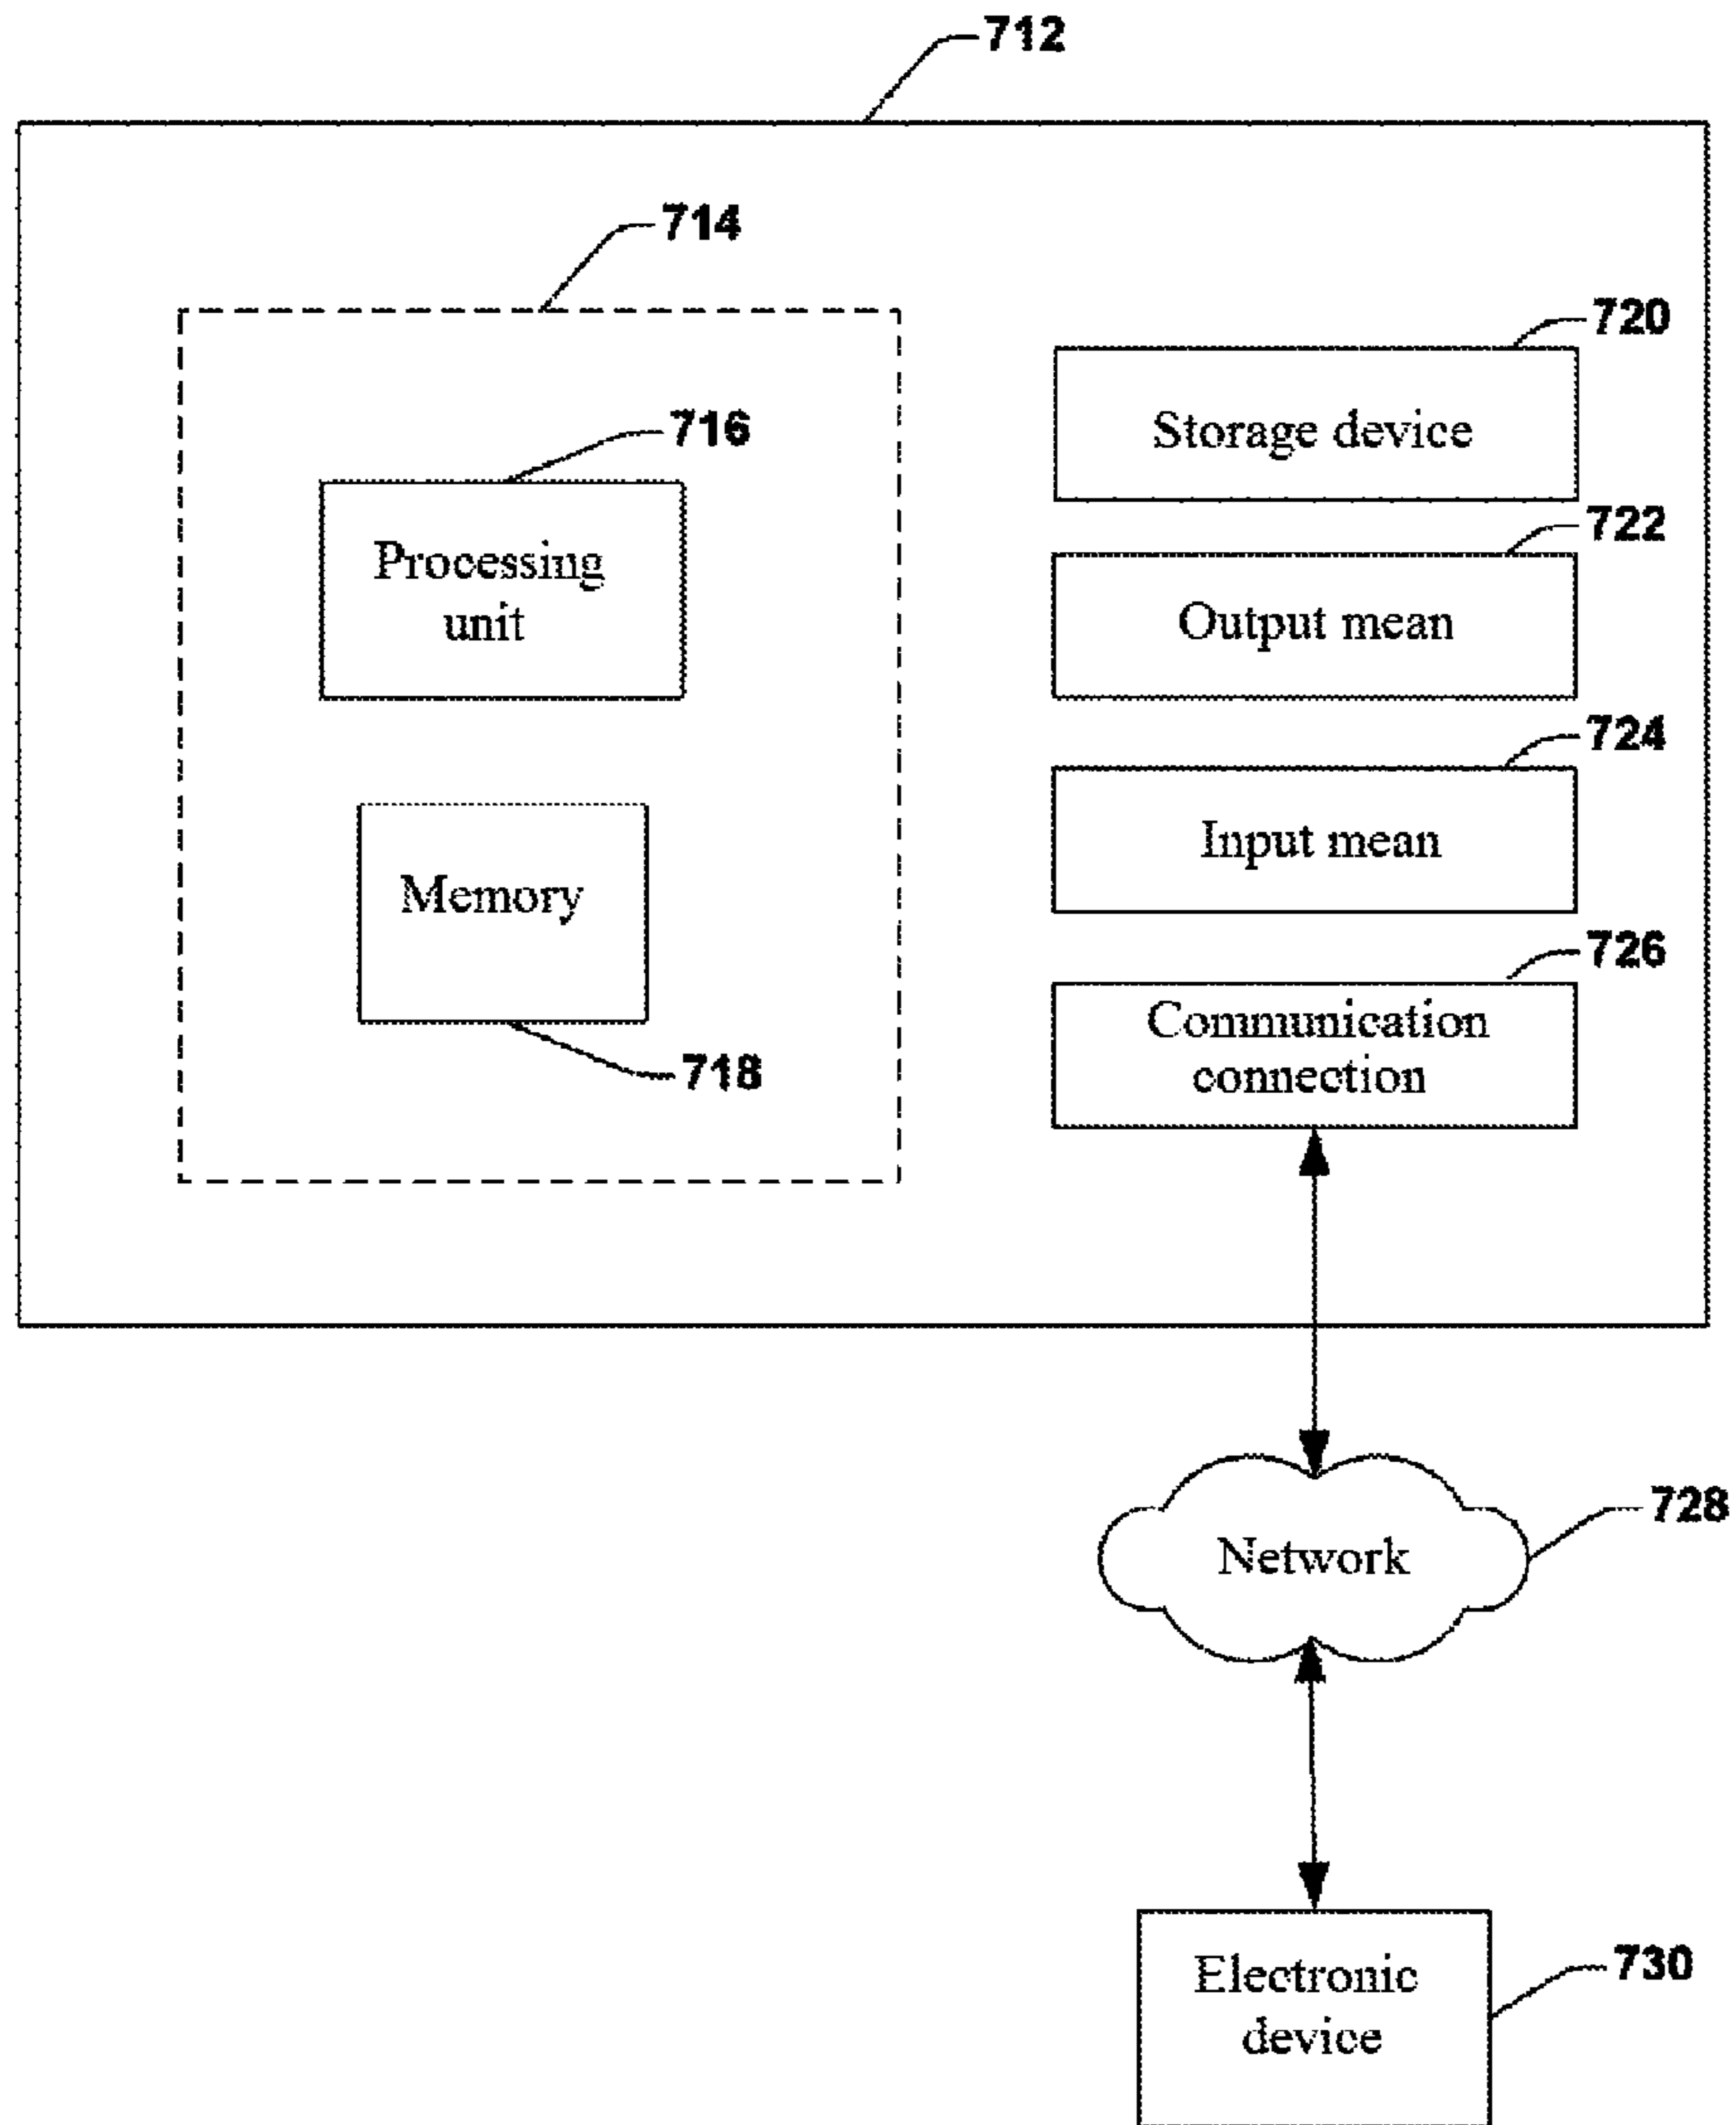 712
714
720
716
Storage device
722
Processing
unit
Output mean
724
Input mean
Memory
726
Communication
connection
718
728
Network
730
Electronic
device